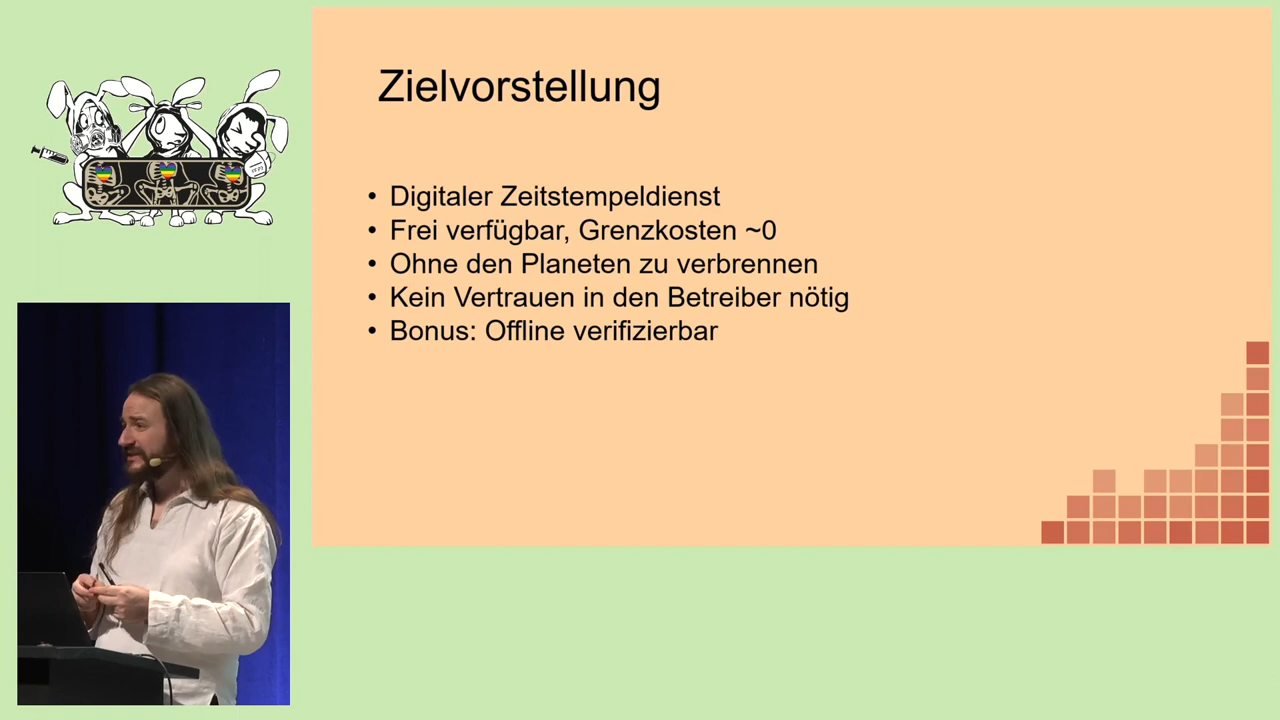 Zielvorstellung
• Digitaler Zeitstempeldienst
• Frei verfügbar, Grenzkosten ~0
• Ohne den Planeten zu verbrennen
• Kein Vertrauen in den Betreiber nötig
• Bonus: Offline verifizierbar